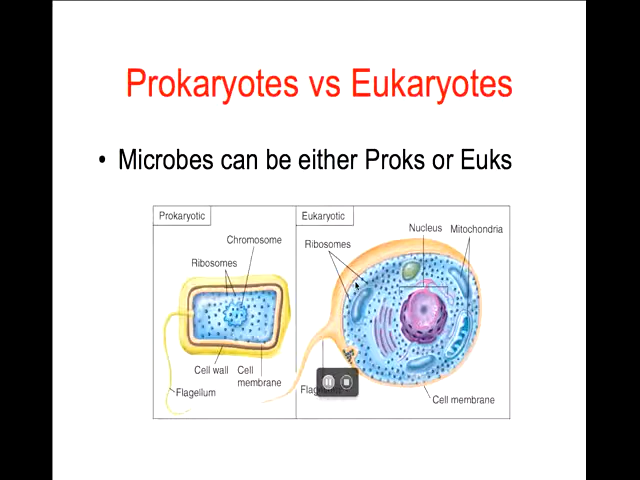 Prokaryotes vs Eukaryotes
• Microbes can be either Proks or Euks
Prokaryotic
Chromosome
Ribosomes
Cell wall
Cell
membrane
Flagellum
Eukaryotic
Nucleus
Mitochondria
Ribosomes
Cell membrane